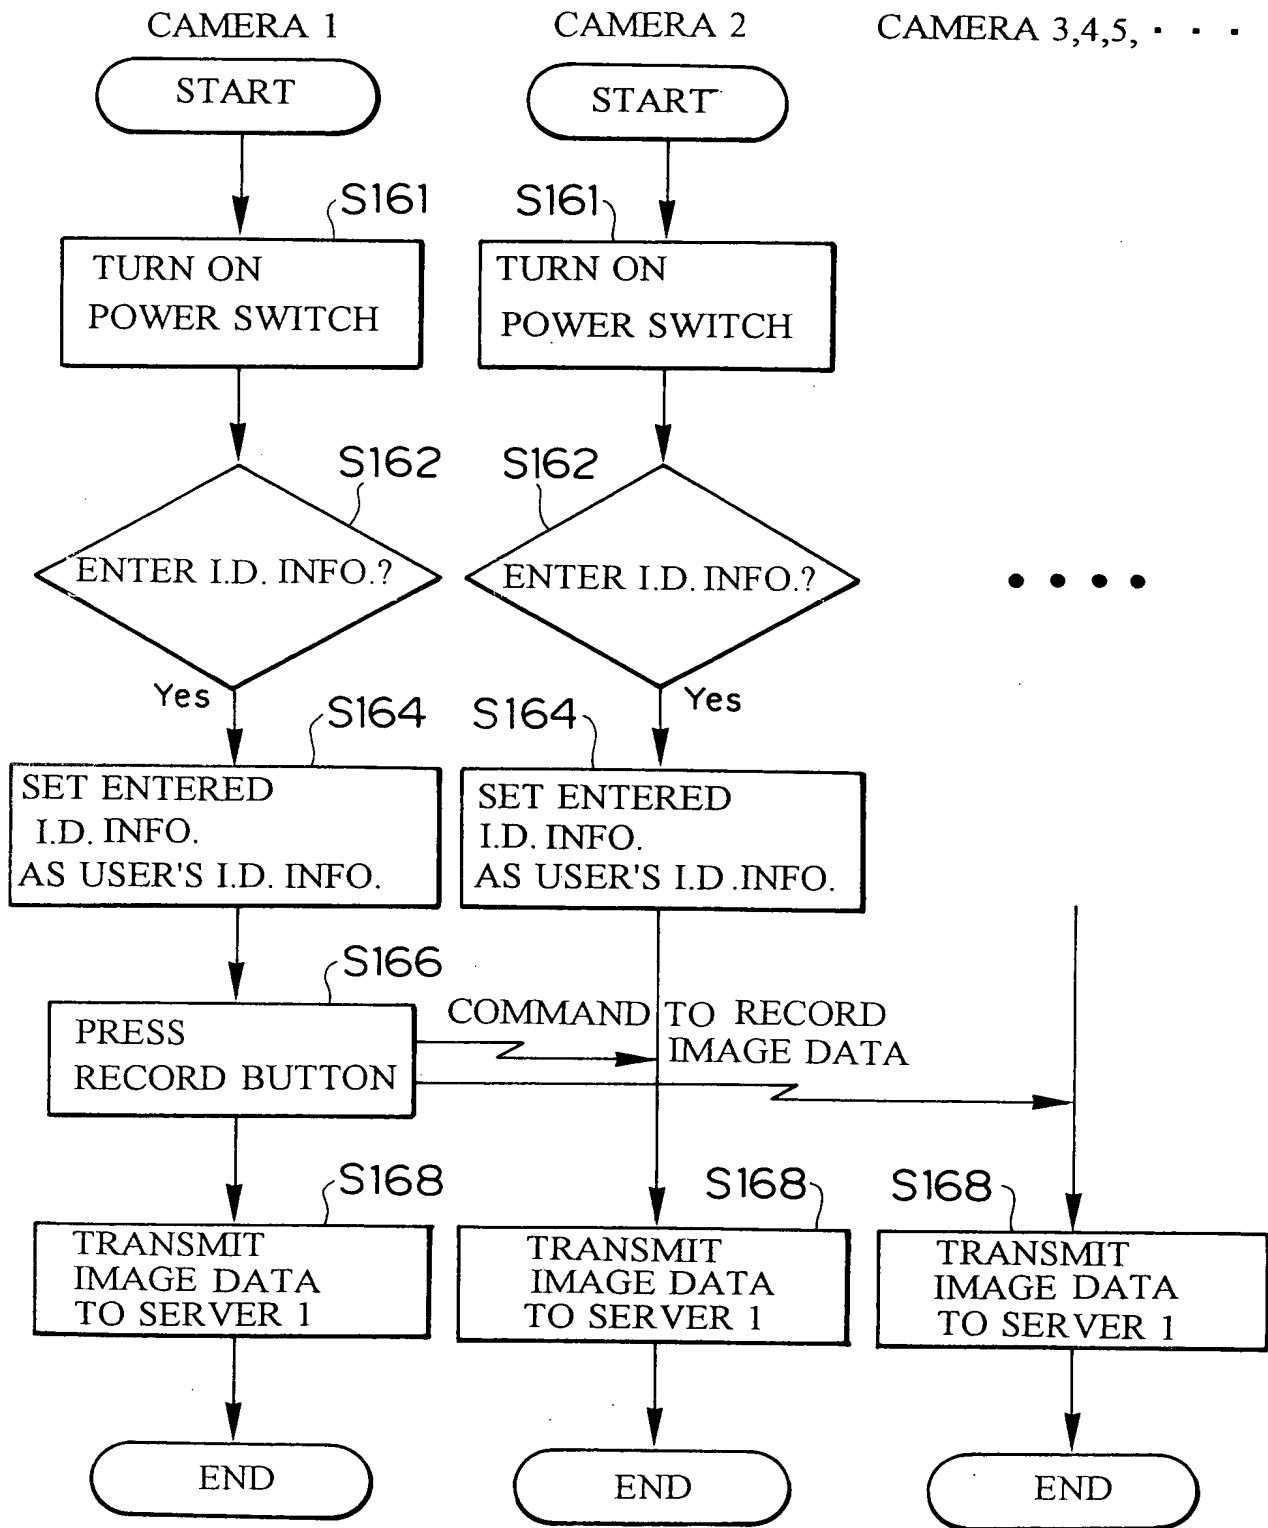 CAMERA 1
CAMERA 2
CAMERA 3,4,5, · · ·
START
START
S161
S161
TURN ON
POWER SWITCH
TURN ON
POWER SWITCH
S162
S162
ENTER I.D. INFO.?
ENTER I.D. INFO.?
Yes
Yes
S164
S164
SET ENTERED
I.D. INFO.
AS USER'S I.D. INFO.
SET ENTERED
I.D. INFO.
AS USER'S I.D .INFO.
S166
PRESS
RECORD BUTTON
COMMAND TO RECORD
IMAGE DATA
S168
S168
S168
TRANSMIT
IMAGE DATA
TO SERVER 1
TRANSMIT
IMAGE DATA
TO SERVER 1
TRANSMIT
IMAGE DATA
TO SERVER 1
END
END
END